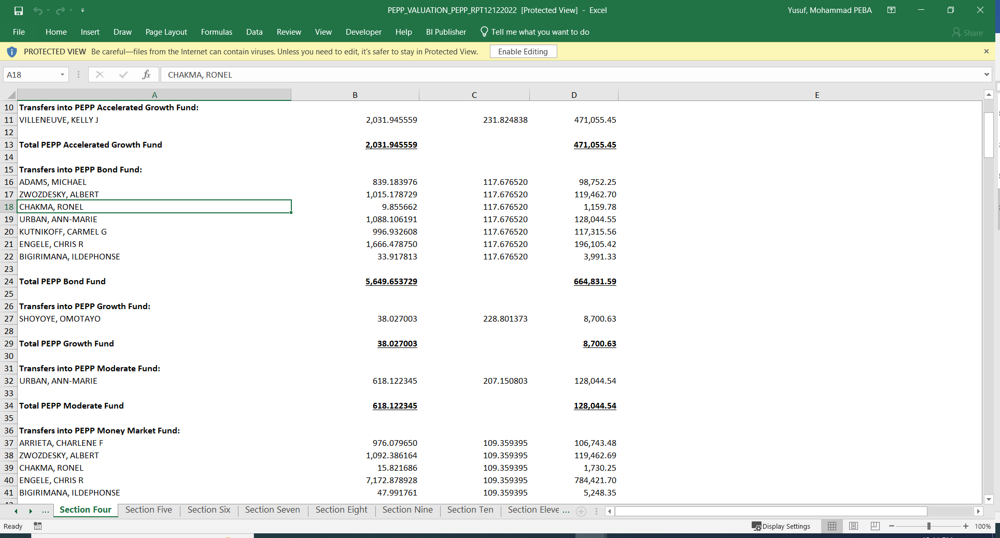 PEPP_VALUATION_PEPP_RPT12122022 [Protected View] - Excel
Yusuf, Mohammad PEBA
File Home Insert Draw Page Layout Formulas Data Review View Developer Help BI Publisher Tell me what you want to do Share
PROTECTED VIEW Be careful—files from the Internet can contain viruses. Unless you need to edit, it's safer to stay in Protected View. Enable Editing
A18 fx CHAKMA, RONEL
A B C D E
10 Transfers into PEPP Accelerated Growth Fund:
11 VILLENEUVE, KELLY J 2,031.945559 231.824838 471,055.45
12
13 Total PEPP Accelerated Growth Fund 2,031.945559 471,055.45
14
15 Transfers into PEPP Bond Fund:
16 ADAMS, MICHAEL 839.183976 117.676520 98,752.25
17 ZWOZDESKY, ALBERT 1,015.178729 117.676520 119,462.70
18 CHAKMA, RONEL 9.855662 117.676520 1,159.78
19 URBAN, ANN-MARIE 1,088.106191 117.676520 128,044.55
20 KUTNIKOFF, CARMEL G 996.932608 117.676520 117,315.56
21 ENGELE, CHRIS R 1,666.478750 117.676520 196,105.42
22 BIGIRIMANA, ILDEPHONSE 33.917813 117.676520 3,991.33
23
24 Total PEPP Bond Fund 5,649.653729 664,831.59
25
26 Transfers into PEPP Growth Fund:
27 SHOYOYE, OMOTAYO 38.027003 228.801373 8,700.63
28
29 Total PEPP Growth Fund 38.027003 8,700.63
30
31 Transfers into PEPP Moderate Fund:
32 URBAN, ANN-MARIE 618.122345 207.150803 128,044.54
33
34 Total PEPP Moderate Fund 618.122345 128,044.54
35
36 Transfers into PEPP Money Market Fund:
37 ARRIETA, CHARLENE F 976.079650 109.359395 106,743.48
38 ZWOZDESKY, ALBERT 1,092.386164 109.359395 119,462.69
39 CHAKMA, RONEL 15.821686 109.359395 1,730.25
40 ENGELE, CHRIS R 7,172.878928 109.359395 784,421.70
41 BIGIRIMANA, ILDEPHONSE 47.991761 109.359395 5,248.35
... Section Four Section Five Section Six Section Seven Section Eight Section Nine Section Ten Section Eleve ...
Ready Display Settings 100%